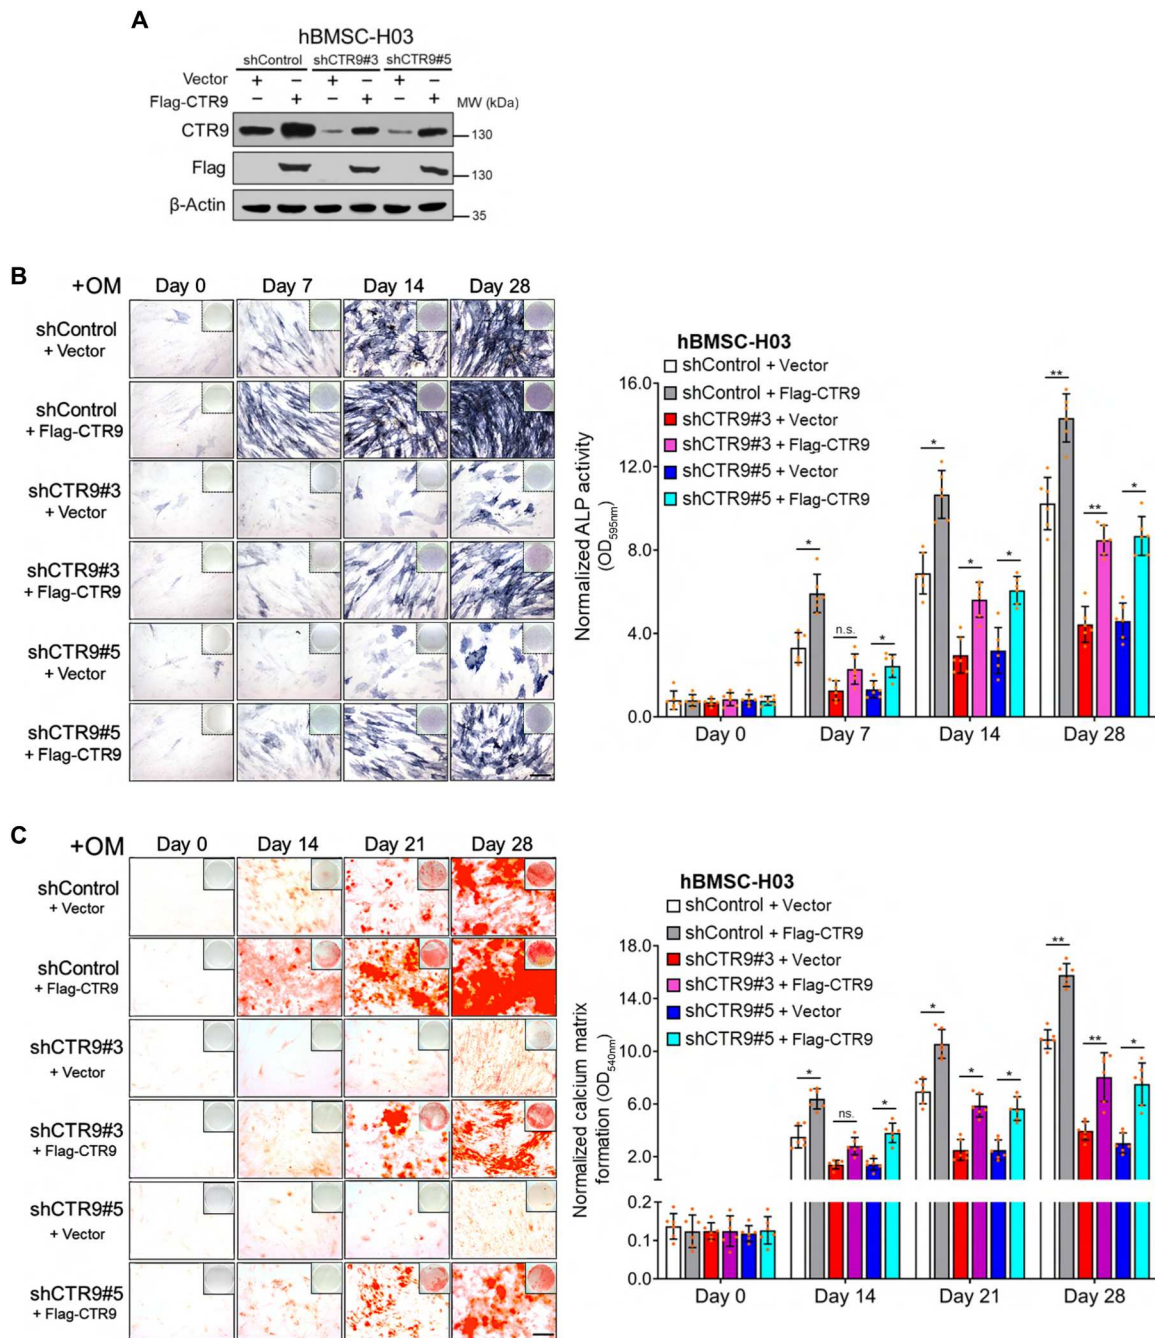 A
hBMSC-H03
shControl shCTR9#3 shCTR9#5
Vector + − + − + −
Flag-CTR9 − + − + − + MW (kDa)
CTR9 130
Flag 130
β-Actin 35
B
+OM Day 0 Day 7 Day 14 Day 28
shControl
+ Vector
shControl
+ Flag-CTR9
shCTR9#3
+ Vector
shCTR9#3
+ Flag-CTR9
shCTR9#5
+ Vector
shCTR9#5
+ Flag-CTR9
hBMSC-H03
shControl + Vector
shControl + Flag-CTR9
shCTR9#3 + Vector
shCTR9#3 + Flag-CTR9
shCTR9#5 + Vector
shCTR9#5 + Flag-CTR9
Normalized ALP activity
(OD595nm)
16.0
12.0
8.0
4.0
0.0
* n.s. *
* * *
** ** *
Day 0 Day 7 Day 14 Day 28
C
+OM Day 0 Day 14 Day 21 Day 28
shControl
+ Vector
shControl
+ Flag-CTR9
shCTR9#3
+ Vector
shCTR9#3
+ Flag-CTR9
shCTR9#5
+ Vector
shCTR9#5
+ Flag-CTR9
hBMSC-H03
shControl + Vector
shControl + Flag-CTR9
shCTR9#3 + Vector
shCTR9#3 + Flag-CTR9
shCTR9#5 + Vector
shCTR9#5 + Flag-CTR9
Normalized calcium matrix
formation (OD540nm)
18.0
14.0
10.0
6.0
2.0
0.2
0.1
0.0
* ns. *
* * *
** ** *
Day 0 Day 14 Day 21 Day 28